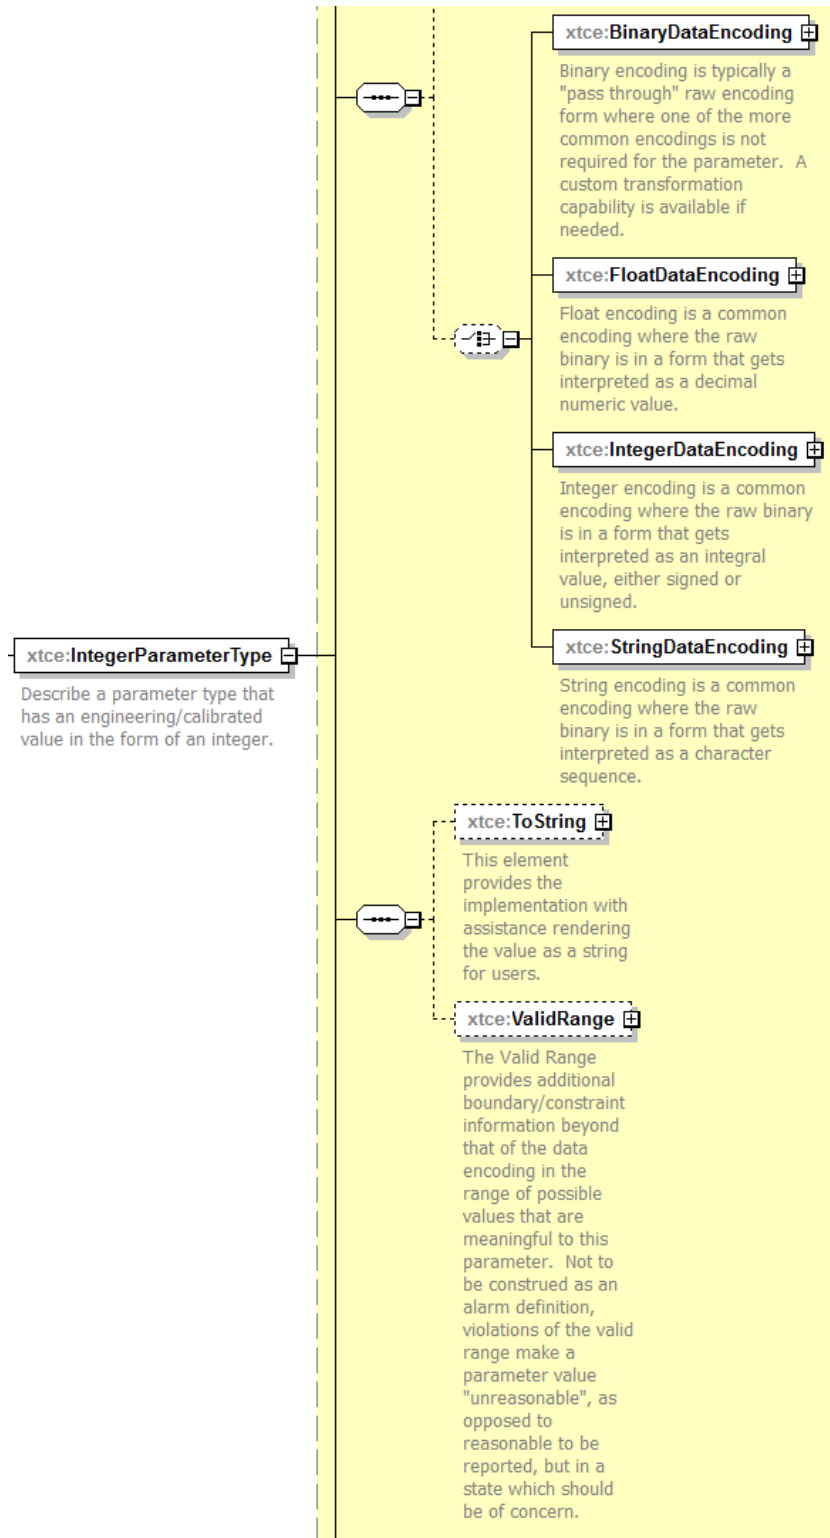 xtce:BinaryDataEncoding
Binary encoding is typically a
"pass through" raw encoding
form where one of the more
common encodings is not
required for the parameter.  A
custom transformation
capability is available if
needed.
xtce:FloatDataEncoding
Float encoding is a common
encoding where the raw
binary is in a form that gets
interpreted as a decimal
numeric value.
xtce:IntegerDataEncoding
Integer encoding is a common
encoding where the raw binary
is in a form that gets
interpreted as an integral
value, either signed or
unsigned.
xtce:StringDataEncoding
String encoding is a common
encoding where the raw
binary is in a form that gets
interpreted as a character
sequence.
xtce:IntegerParameterType
Describe a parameter type that
has an engineering/calibrated
value in the form of an integer.
xtce:ToString
This element
provides the
implementation with
assistance rendering
the value as a string
for users.
xtce:ValidRange
The Valid Range
provides additional
boundary/constraint
information beyond
that of the data
encoding in the
range of possible
values that are
meaningful to this
parameter.  Not to
be construed as an
alarm definition,
violations of the valid
range make a
parameter value
"unreasonable", as
opposed to
reasonable to be
reported, but in a
state which should
be of concern.